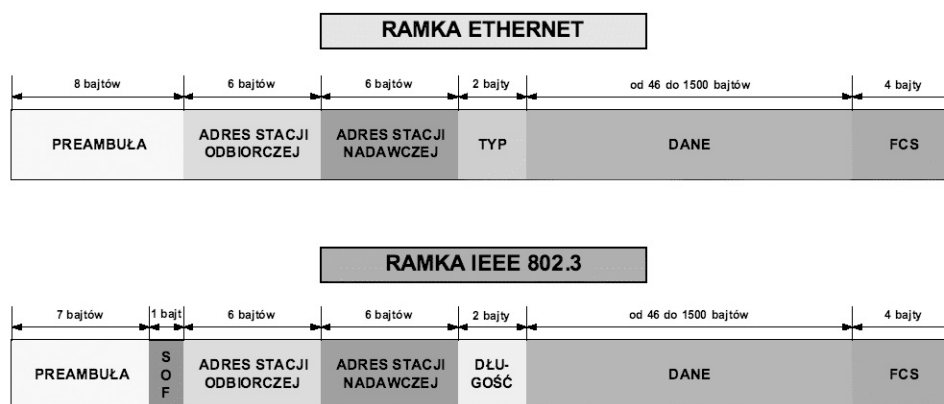 RAMKA ETHERNET
8 bajtów 6 bajtów 6 bajtów 2 bajty od 46 do 1500 bajtów 4 bajty
PREAMBUŁA ADRES STACJI ODBIORCZEJ ADRES STACJI NADAWCZEJ TYP DANE FCS
RAMKA IEEE 802.3
7 bajtów 1 bajt 6 bajtów 6 bajtów 2 bajty od 46 do 1500 bajtów 4 bajty
PREAMBUŁA SOF ADRES STACJI ODBIORCZEJ ADRES STACJI NADAWCZEJ DŁU-GOŚĆ DANE FCS